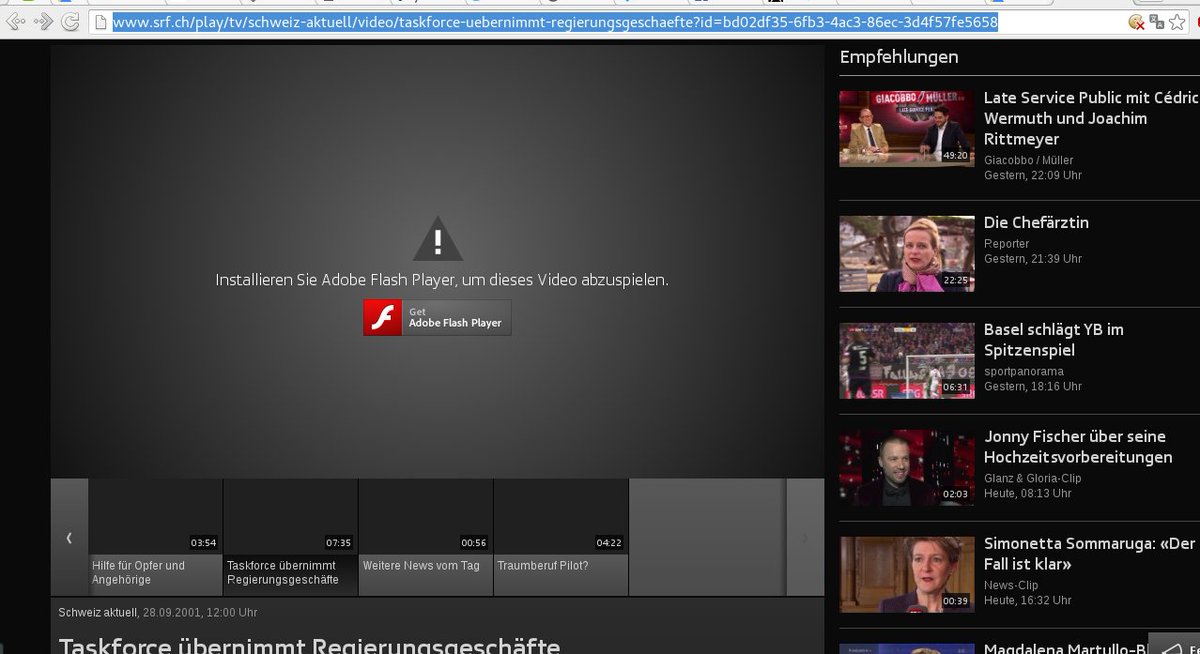 www.srf.ch/play/tv/schweiz-aktuell/video/taskforce-uebernimmt-regierungsgeschaefte?id=bd02df35-6fb3-4ac3-86ec-3d4f57fe5658
Installieren Sie Adobe Flash Player, um dieses Video abzuspielen.
Get
Adobe Flash Player
03:54
Hilfe für Opfer und
Angehörige
07:35
Taskforce übernimmt
Regierungsgeschäfte
00:56
Weitere News vom Tag
04:22
Traumberuf Pilot?
Schweiz aktuell, 28.09.2001, 12:00 Uhr
Taskforce übernimmt Regierungsgeschäfte
Empfehlungen
GIACOBBO MÜLLER
49:20
Late Service Public mit Cédric
Wermuth und Joachim
Rittmeyer
Giacobbo / Müller
Gestern, 22:09 Uhr
22:25
Die Chefärztin
Reporter
Gestern, 21:39 Uhr
5
06:31
Basel schlägt YB im
Spitzenspiel
sportpanorama
Gestern, 18:16 Uhr
02:03
Jonny Fischer über seine
Hochzeitsvorbereitungen
Glanz & Gloria-Clip
Heute, 08:13 Uhr
00:39
Simonetta Sommaruga: «Der
Fall ist klar»
News-Clip
Heute, 16:32 Uhr
Magdalena Martullo-B